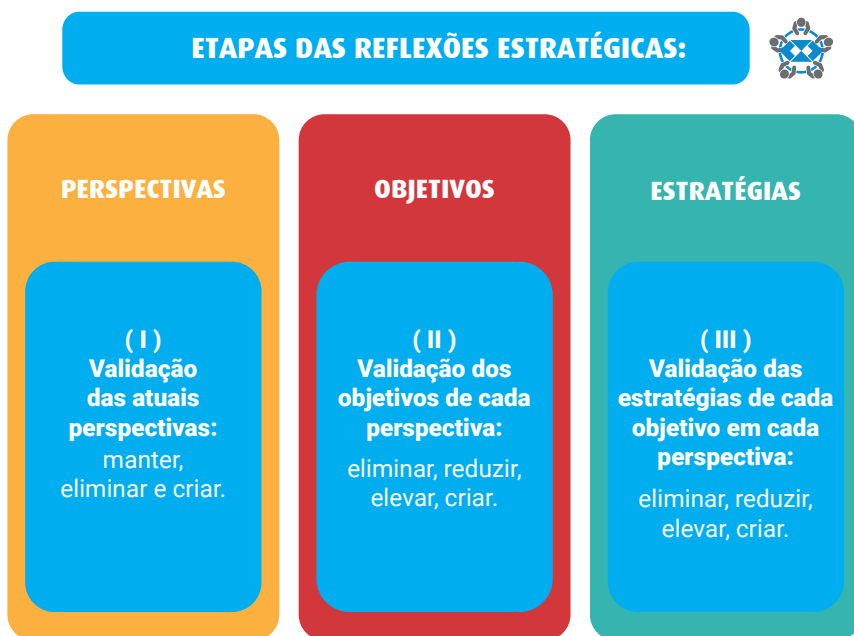 ETAPAS DAS REFLEXÕES ESTRATÉGICAS:
PERSPECTIVAS
( I )
Validação
das atuais
perspectivas:
manter,
eliminar e criar.
OBJETIVOS
( II )
Validação dos
objetivos de cada
perspectiva:
eliminar, reduzir,
elevar, criar.
ESTRATÉGIAS
( III )
Validação das
estratégias de cada
objetivo em cada
perspectiva:
eliminar, reduzir,
elevar, criar.